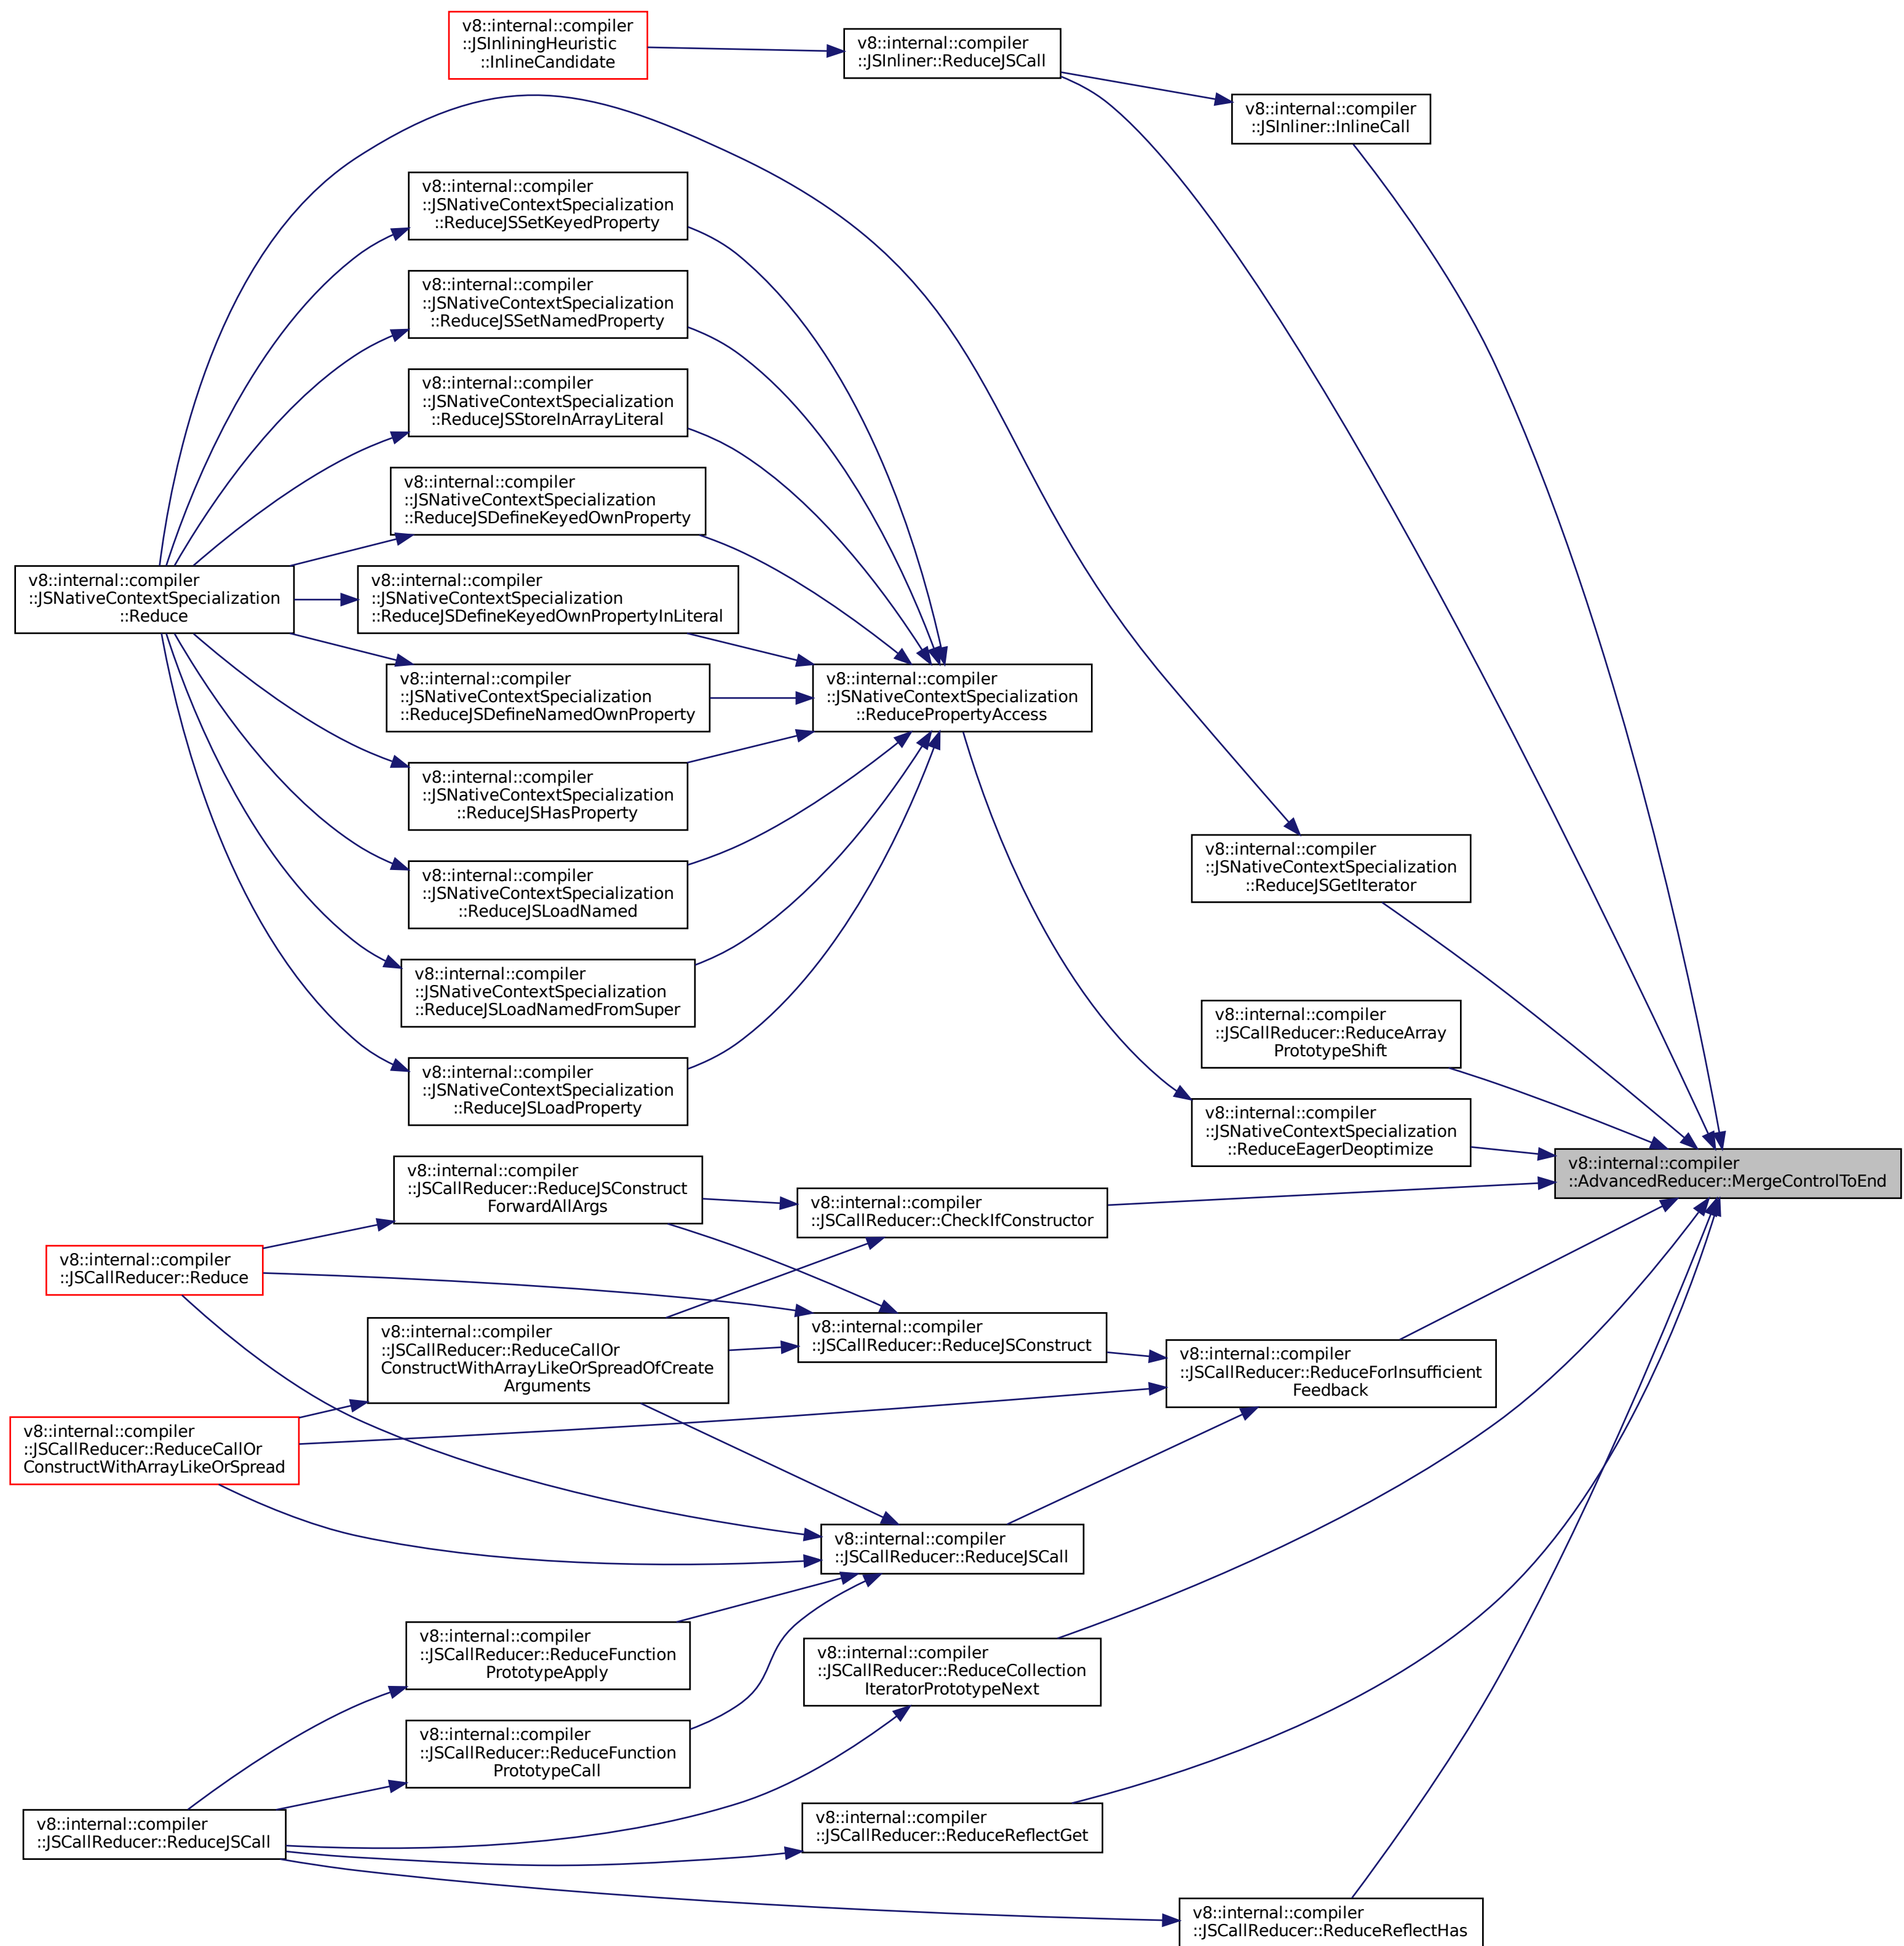 v8::internal::compiler
::JSInliningHeuristic
::InlineCandidate
v8::internal::compiler
::JSInliner::ReduceJSCall
v8::internal::compiler
::JSInliner::InlineCall
v8::internal::compiler
::JSNativeContextSpecialization
::ReduceJSSetKeyedProperty
v8::internal::compiler
::JSNativeContextSpecialization
::ReduceJSSetNamedProperty
v8::internal::compiler
::JSNativeContextSpecialization
::ReduceJSStoreInArrayLiteral
v8::internal::compiler
::JSNativeContextSpecialization
::ReduceJSDefineKeyedOwnProperty
v8::internal::compiler
::JSNativeContextSpecialization
::Reduce
v8::internal::compiler
::JSNativeContextSpecialization
::ReduceJSDefineKeyedOwnPropertyInLiteral
v8::internal::compiler
::JSNativeContextSpecialization
::ReduceJSDefineNamedOwnProperty
v8::internal::compiler
::JSNativeContextSpecialization
::ReducePropertyAccess
v8::internal::compiler
::JSNativeContextSpecialization
::ReduceJSHasProperty
v8::internal::compiler
::JSNativeContextSpecialization
::ReduceJSGetIterator
v8::internal::compiler
::JSNativeContextSpecialization
::ReduceJSLoadNamed
v8::internal::compiler
::JSNativeContextSpecialization
::ReduceJSLoadNamedFromSuper
v8::internal::compiler
::JSCallReducer::ReduceArray
PrototypeShift
v8::internal::compiler
::JSNativeContextSpecialization
::ReduceJSLoadProperty
v8::internal::compiler
::JSNativeContextSpecialization
::ReduceEagerDeoptimize
v8::internal::compiler
::AdvancedReducer::MergeControlToEnd
v8::internal::compiler
::JSCallReducer::ReduceJSConstruct
ForwardAllArgs
v8::internal::compiler
::JSCallReducer::CheckIfConstructor
v8::internal::compiler
::JSCallReducer::Reduce
v8::internal::compiler
::JSCallReducer::ReduceJSConstruct
v8::internal::compiler
::JSCallReducer::ReduceCallOr
ConstructWithArrayLikeOrSpreadOfCreate
Arguments
v8::internal::compiler
::JSCallReducer::ReduceForInsufficient
Feedback
v8::internal::compiler
::JSCallReducer::ReduceCallOr
ConstructWithArrayLikeOrSpread
v8::internal::compiler
::JSCallReducer::ReduceJSCall
v8::internal::compiler
::JSCallReducer::ReduceFunction
PrototypeApply
v8::internal::compiler
::JSCallReducer::ReduceCollection
IteratorPrototypeNext
v8::internal::compiler
::JSCallReducer::ReduceFunction
PrototypeCall
v8::internal::compiler
::JSCallReducer::ReduceJSCall
v8::internal::compiler
::JSCallReducer::ReduceReflectGet
v8::internal::compiler
::JSCallReducer::ReduceReflectHas